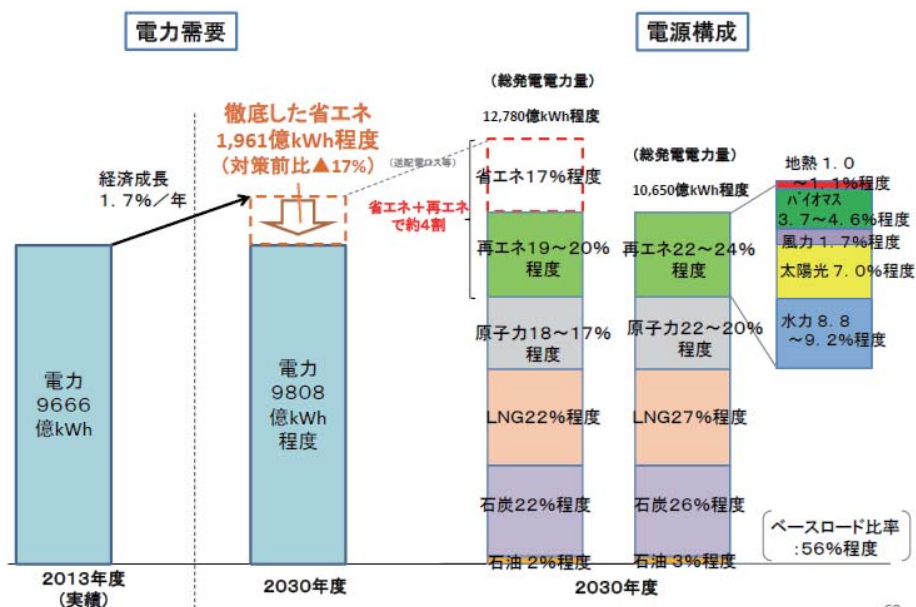 電力需要
電源構成
徹底した省エネ
1,961億kWh程度
(対策前比▲17%)
経済成長
1.7%/年
電力
9666
億kWh
電力
9808
億kWh
程度
2013年度
(実績)
2030年度
(総発電電力量)
12,780億kWh程度
(送配電ロス等)
省エネ+再エネ
で約4割
省エネ17%程度
再エネ19~20%
程度
原子力18~17%
程度
LNG22%程度
石炭22%程度
石油 2%程度
(総発電電力量)
10,650億kWh程度
再エネ22~24%
程度
原子力22~20%
程度
LNG27%程度
石炭26%程度
石油 3%程度
2030年度
地熱 1.0
~1.1%程度
バイオマス
3.7~4.6%程度
風力 1.7%程度
太陽光 7.0%程度
水力 8.8
~9.2%程度
ベースロード比率
:56%程度